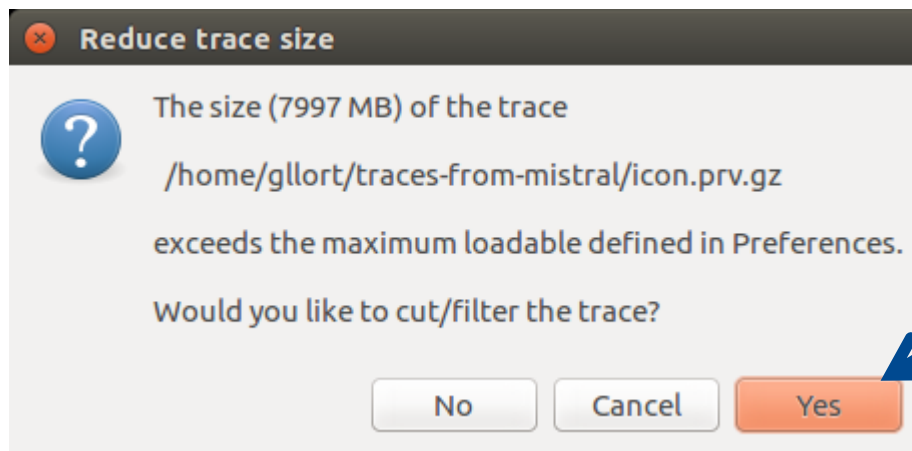 Reduce trace size
The size (7997 MB) of the trace
/home/gllort/traces-from-mistral/icon.prv.gz
exceeds the maximum loadable defined in Preferences.
Would you like to cut/filter the trace?
No Cancel Yes